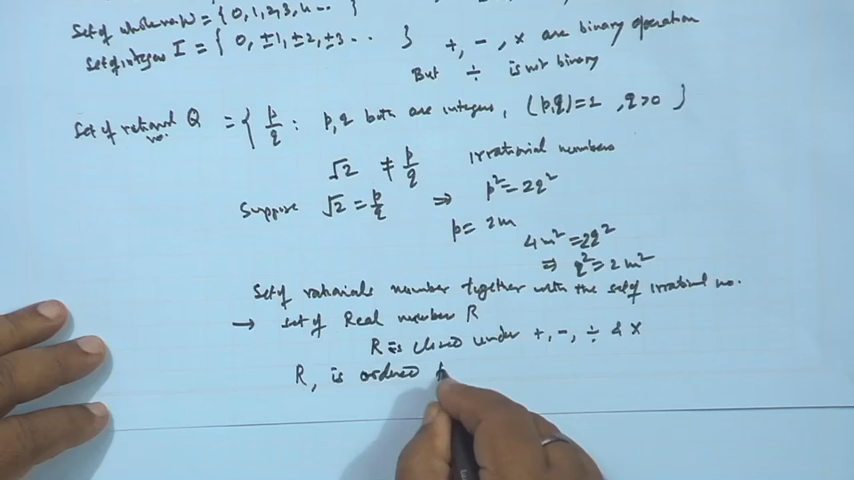 Set of whole no W = {0, 1, 2, 3, 4 ... }
Set of integers I = { 0, ±1, ±2, ±3 ... }
+, -, × are binary operation
But ÷ is not binary
Set of rational no. Q = { p/q : p, q both are integers, (p,q)=1, q>0 }
√2 ≠ p/q irrational numbers
Suppose √2 = p/q ⇒ p² = 2q²
p = 2m
4m² = 2q²
⇒ q² = 2m²
Set of rationals number together with the set of irrational no.
→ set of Real number R
R is closed under +, -, ÷ & ×
R, is ordered